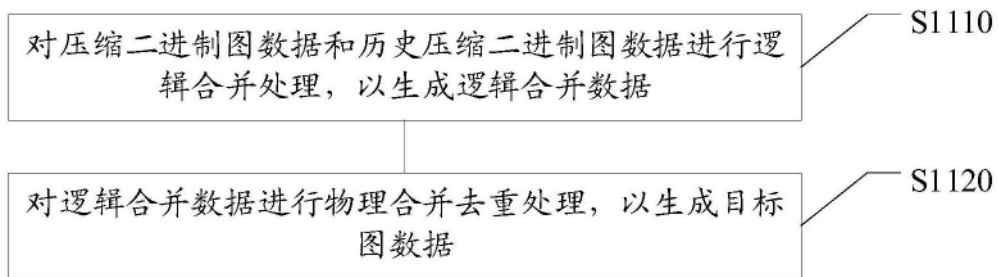 对压缩二进制图数据和历史压缩二进制图数据进行逻
辑合并处理，以生成逻辑合并数据
S1110
对逻辑合并数据进行物理合并去重处理，以生成目标
图数据
S1120